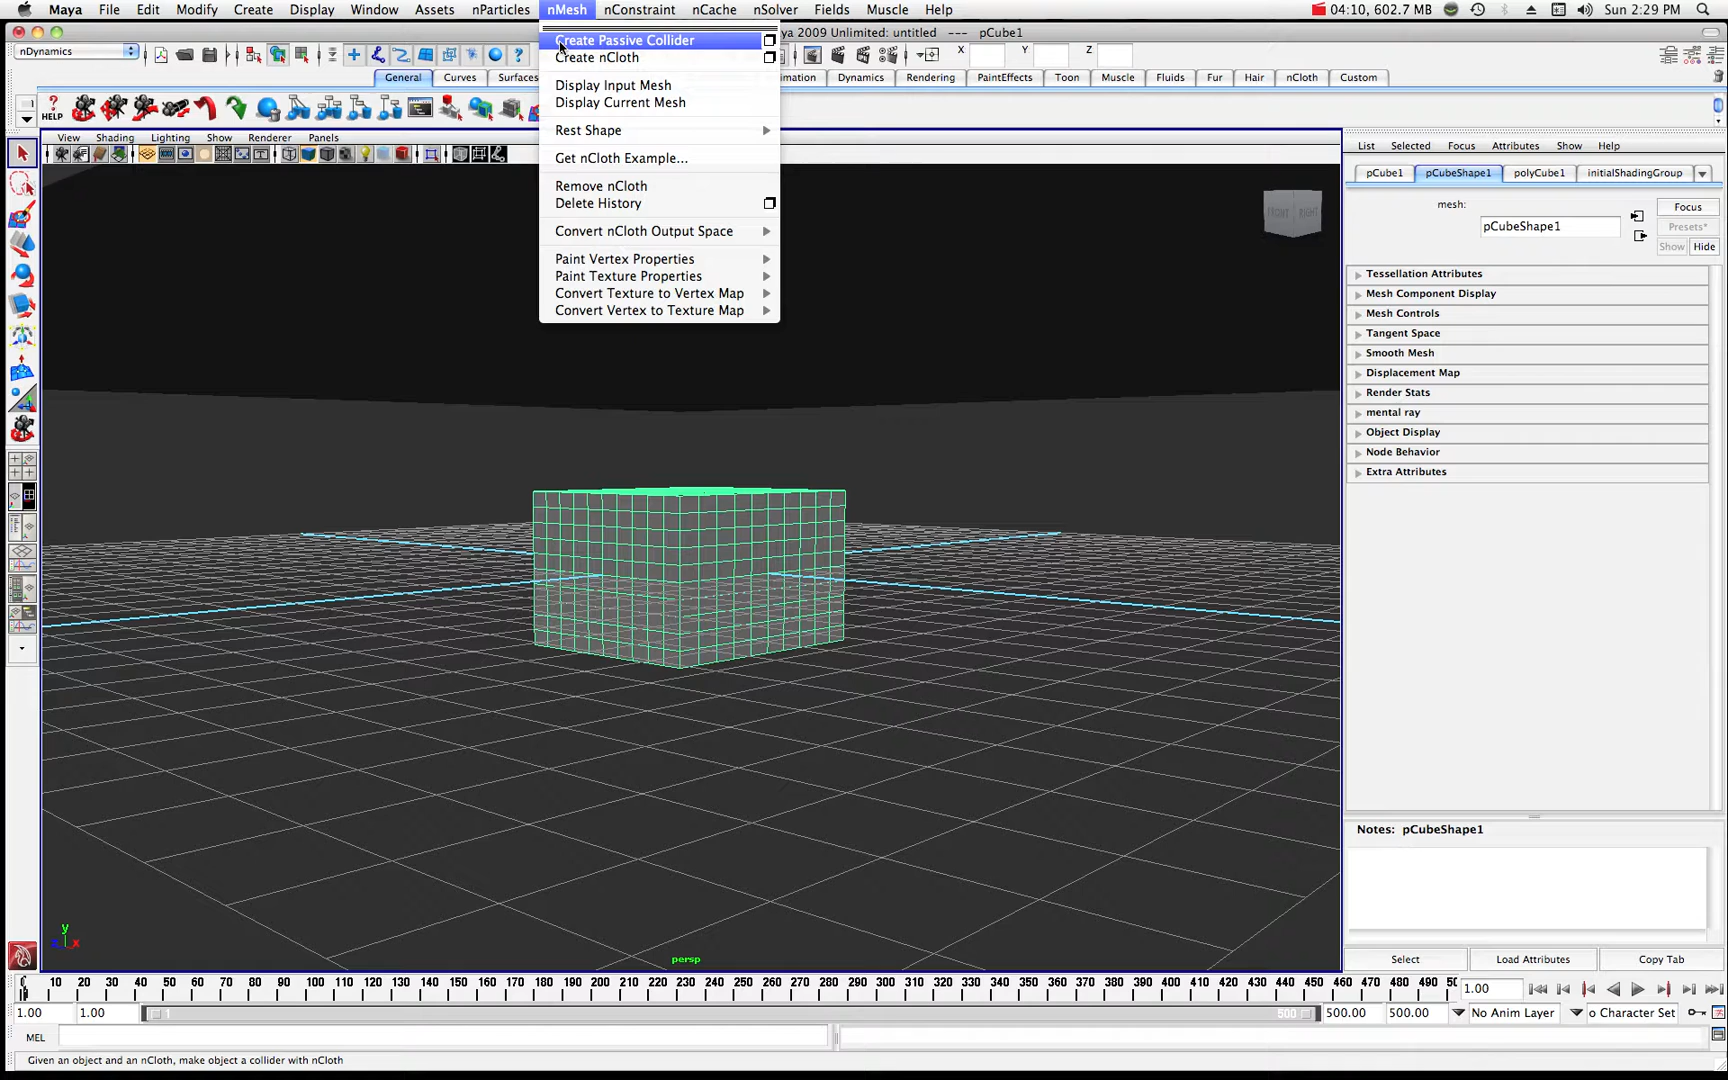 Maya File Edit Modify Create Display Window Assets nParticles nMesh nConstraint nCache nSolver Fields Muscle Help 04:10, 602.7 MB Sun 2:29 PM
ya 2009 Unlimited: untitled --- pCube1
nDynamics X Y Z
General Curves Surfaces imation Dynamics Rendering PaintEffects Toon Muscle Fluids Fur Hair nCloth Custom
HELP
Create Passive Collider
Create nCloth
Display Input Mesh
Display Current Mesh
Rest Shape
Get nCloth Example...
Remove nCloth
Delete History
Convert nCloth Output Space
Paint Vertex Properties
Paint Texture Properties
Convert Texture to Vertex Map
Convert Vertex to Texture Map
View Shading Lighting Show Renderer Panels
FRONT RIGHT
List Selected Focus Attributes Show Help
pCube1 pCubeShape1 polyCube1 initialShadingGroup
mesh:
pCubeShape1
Focus
Presets*
Show Hide
Tessellation Attributes
Mesh Component Display
Mesh Controls
Tangent Space
Smooth Mesh
Displacement Map
Render Stats
mental ray
Object Display
Node Behavior
Extra Attributes
Notes: pCubeShape1
Select Load Attributes Copy Tab
y
z x
persp
0 10 20 30 40 50 60 70 80 90 100 110 120 130 140 150 160 170 180 190 200 210 220 230 240 250 260 270 280 290 300 310 320 330 340 350 360 370 380 390 400 410 420 430 440 450 460 470 480 490 50 1.00
1.00 1.00 1 500 500.00 500.00 No Anim Layer o Character Set
MEL
Given an object and an nCloth, make object a collider with nCloth